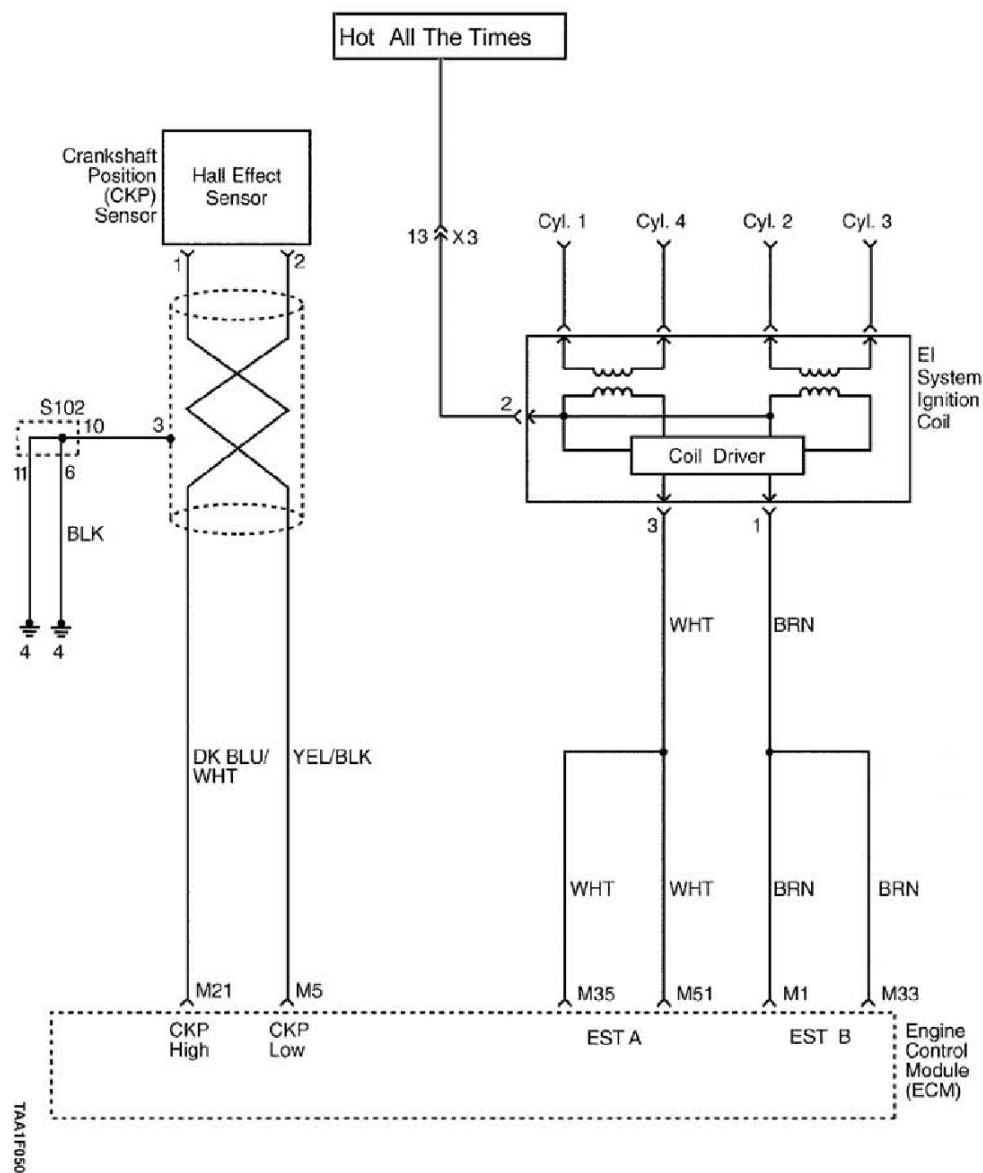 Hot All The Times
Crankshaft
Position
(CKP)
Sensor
Hall Effect
Sensor
1
2
13
X3
Cyl. 1
Cyl. 4
Cyl. 2
Cyl. 3
EI
System
Ignition
Coil
2
Coil Driver
3
1
S102
10
3
11
6
BLK
4
4
WHT
BRN
DK BLU/
WHT
YEL/BLK
WHT
WHT
BRN
BRN
M21
M5
M35
M51
M1
M33
CKP
High
CKP
Low
EST A
EST B
Engine
Control
Module
(ECM)
TAA1F050